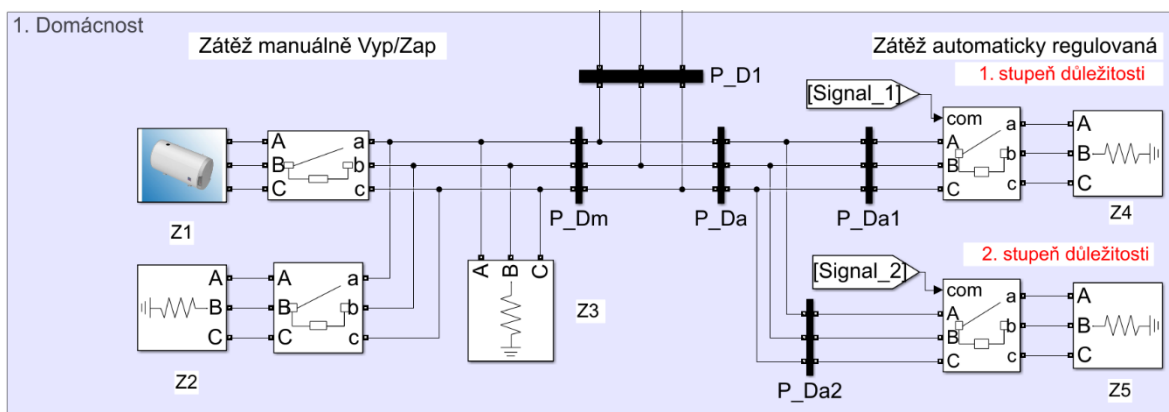 1. Domácnost
Zátěž manuálně Vyp/Zap
Zátěž automaticky regulovaná
1. stupeň důležitosti
P_D1
[Signal_1]
com
A
B
C
a
b
c
A
B
C
a
b
c
A
B
C
Z1
P_Dm
P_Da
P_Da1
Z4
2. stupeň důležitosti
[Signal_2]
com
A
B
C
a
b
c
A
B
C
A
B
C
A
B
C
a
b
c
A
B
C
Z3
Z2
P_Da2
Z5